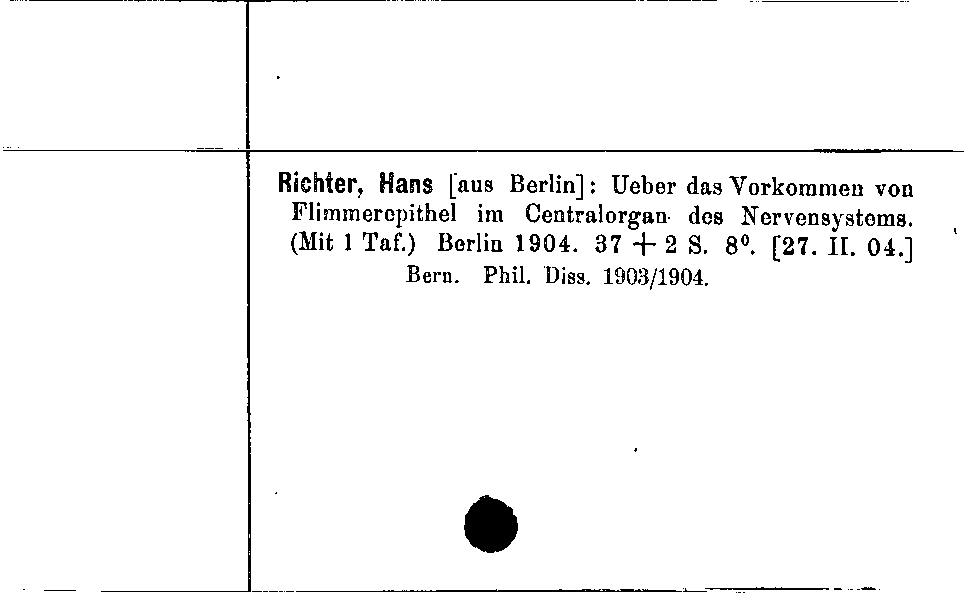 Richter, Hans [aus Berlin]: Ueber das Vorkommen von
Flimmerepithel im Centralorgan des Nervensystems.
(Mit 1 Taf.) Berlin 1904. 37 + 2 S. 8⁰. [27. II. 04.]
Bern. Phil. Diss. 1903/1904.